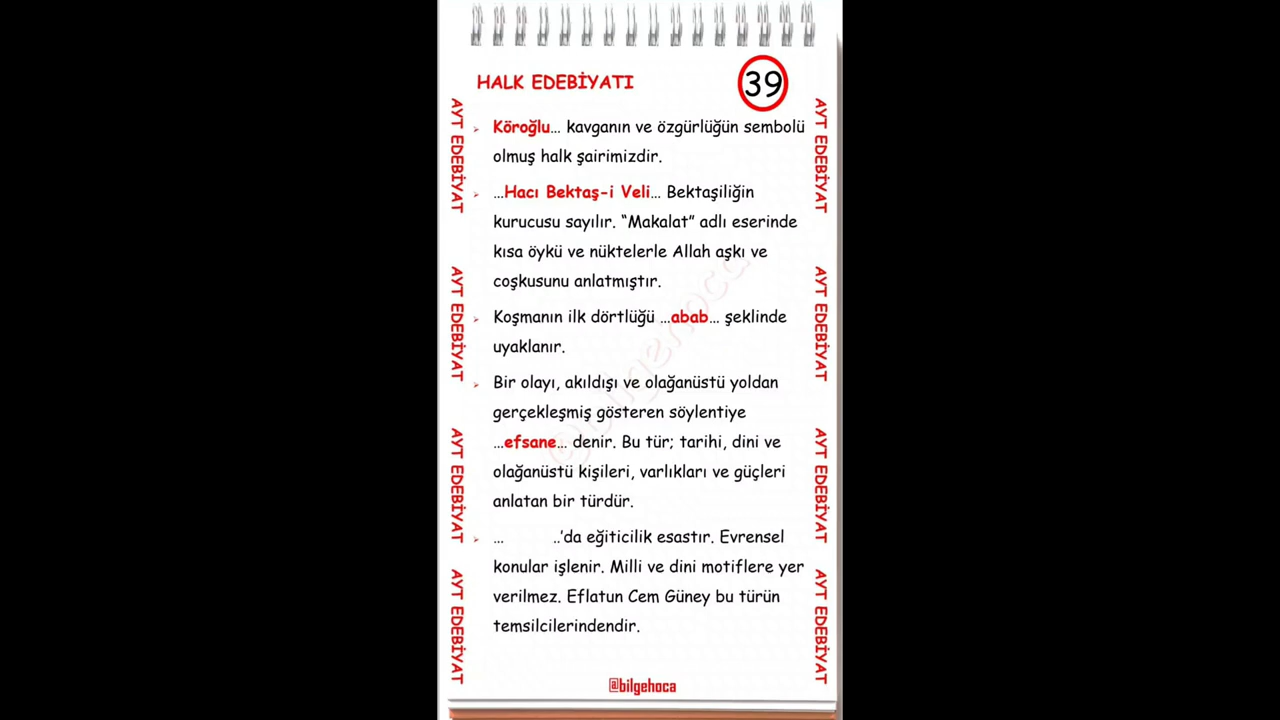 HALK EDEBİYATI
39
Köroğlu… kavganın ve özgürlüğün sembolü
olmuş halk şairimizdir.
…Hacı Bektaş-i Veli… Bektaşiliğin
kurucusu sayılır. “Makalat” adlı eserinde
kısa öykü ve nüktelerle Allah aşkı ve
coşkusunu anlatmıştır.
Koşmanın ilk dörtlüğü …abab… şeklinde
uyaklanır.
Bir olayı, akıldışı ve olağanüstü yoldan
gerçekleşmiş gösteren söylentiye
…efsane… denir. Bu tür; tarihi, dini ve
olağanüstü kişileri, varlıkları ve güçleri
anlatan bir türdür.
… ..’da eğiticilik esastır. Evrensel
konular işlenir. Milli ve dini motiflere yer
verilmez. Eflatun Cem Güney bu türün
temsilcilerindendir.
@bilgehoca
AYT EDEBİYAT
AYT EDEBİYAT
AYT EDEBİYAT
AYT EDEBİYAT
AYT EDEBİYAT
AYT EDEBİYAT
AYT EDEBİYAT
AYT EDEBİYAT
@bilgehoca